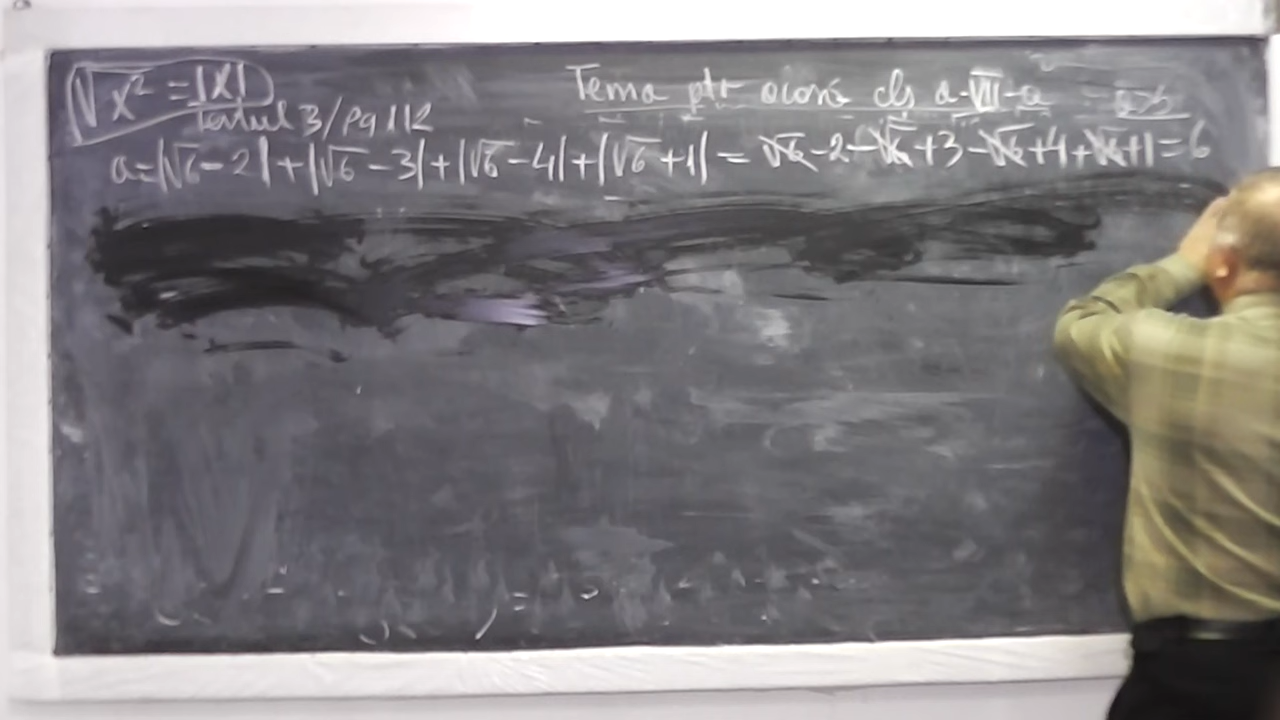 √x² = |x| Tema ptr acasă cls a-VII-a
Testul 3/pg 112
a=|√6-2|+|√6-3|+|√6-4|+|√6+1| = √6-2-√6+3-√6+4+√6+1=6